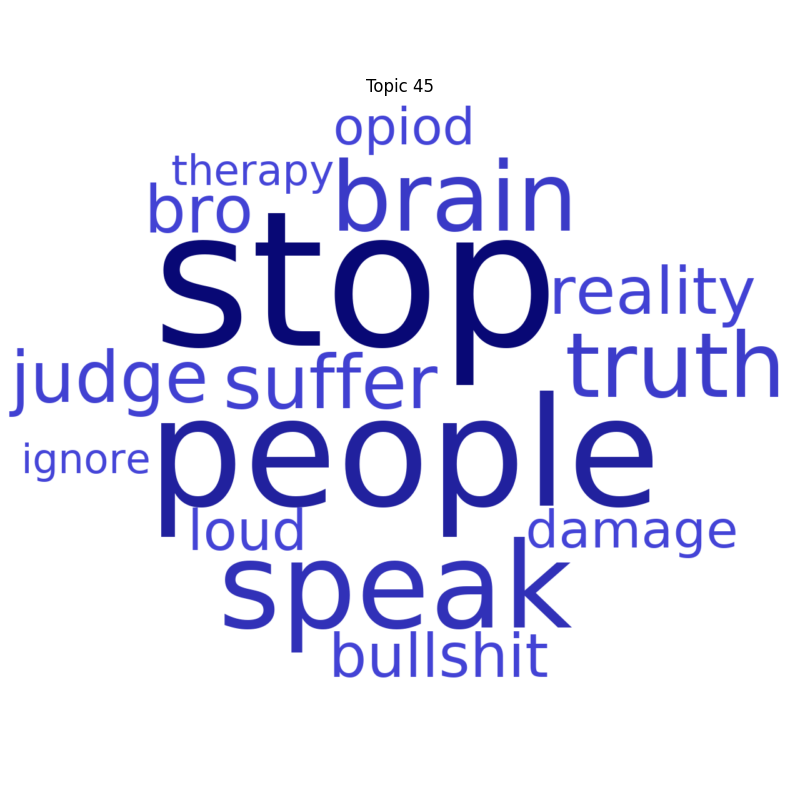 Topic 45
opiod
therapy
brain
bro
stop
reality
truth
judge
suffer
people
ignore
loud
damage
speak
bullshit